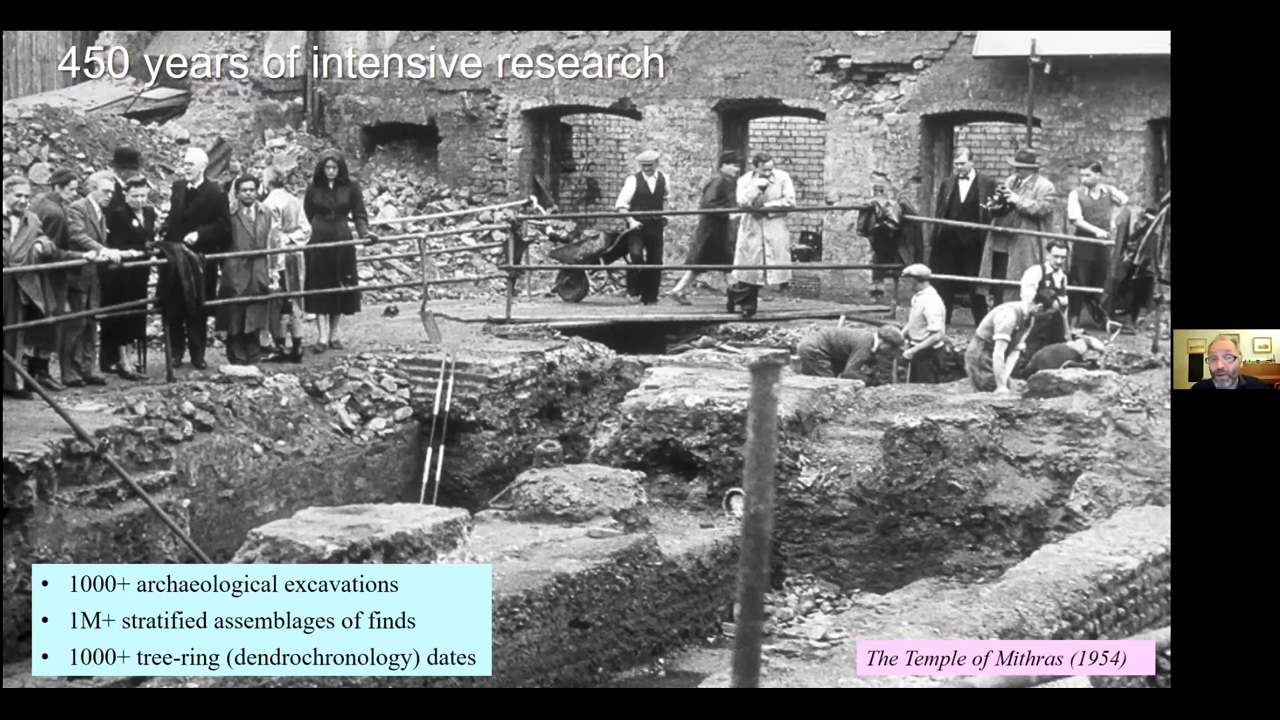 450 years of intensive research
• 1000+ archaeological excavations
• 1M+ stratified assemblages of finds
• 1000+ tree-ring (dendrochronology) dates
The Temple of Mithras (1954)